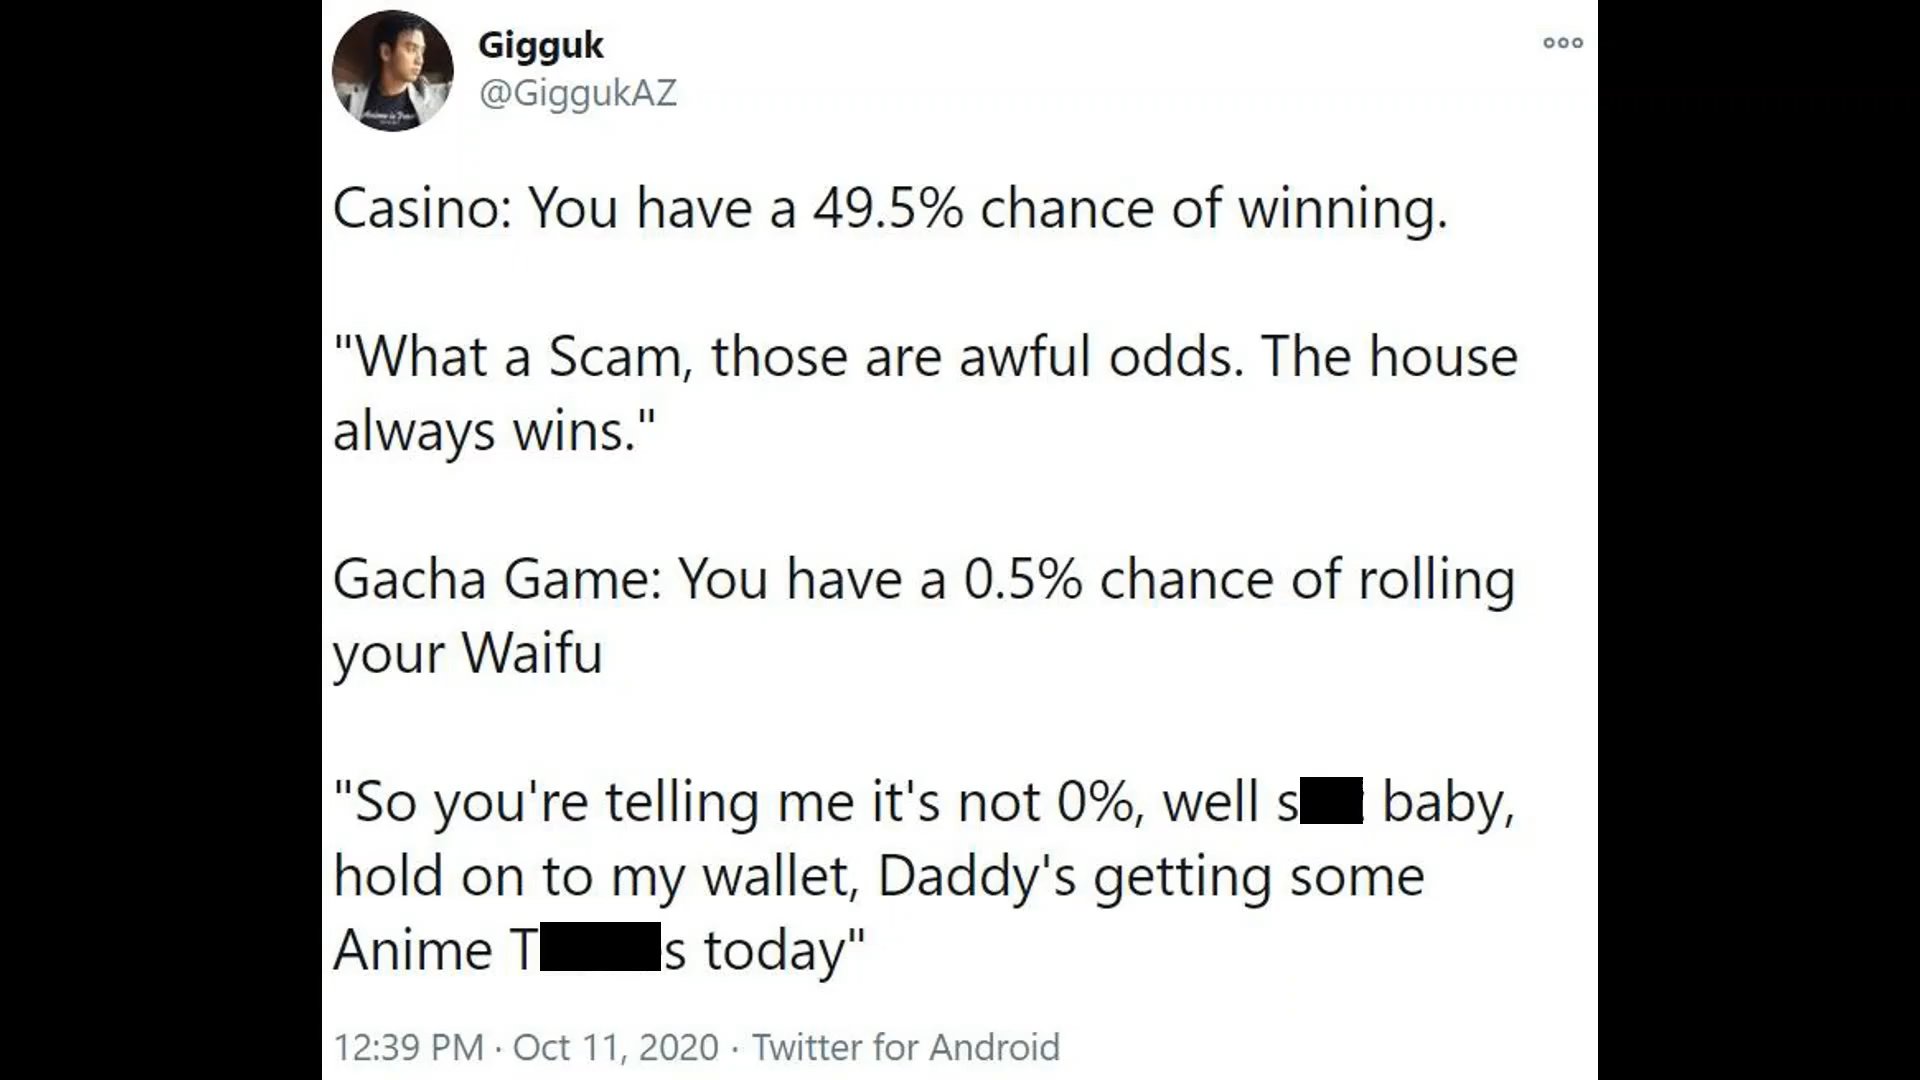 Gigguk
@GiggukAZ
Casino: You have a 49.5% chance of winning.
"What a Scam, those are awful odds. The house
always wins."
Gacha Game: You have a 0.5% chance of rolling
your Waifu
"So you're telling me it's not 0%, well s baby,
hold on to my wallet, Daddy's getting some
Anime T s today"
12:39 PM · Oct 11, 2020 · Twitter for Android